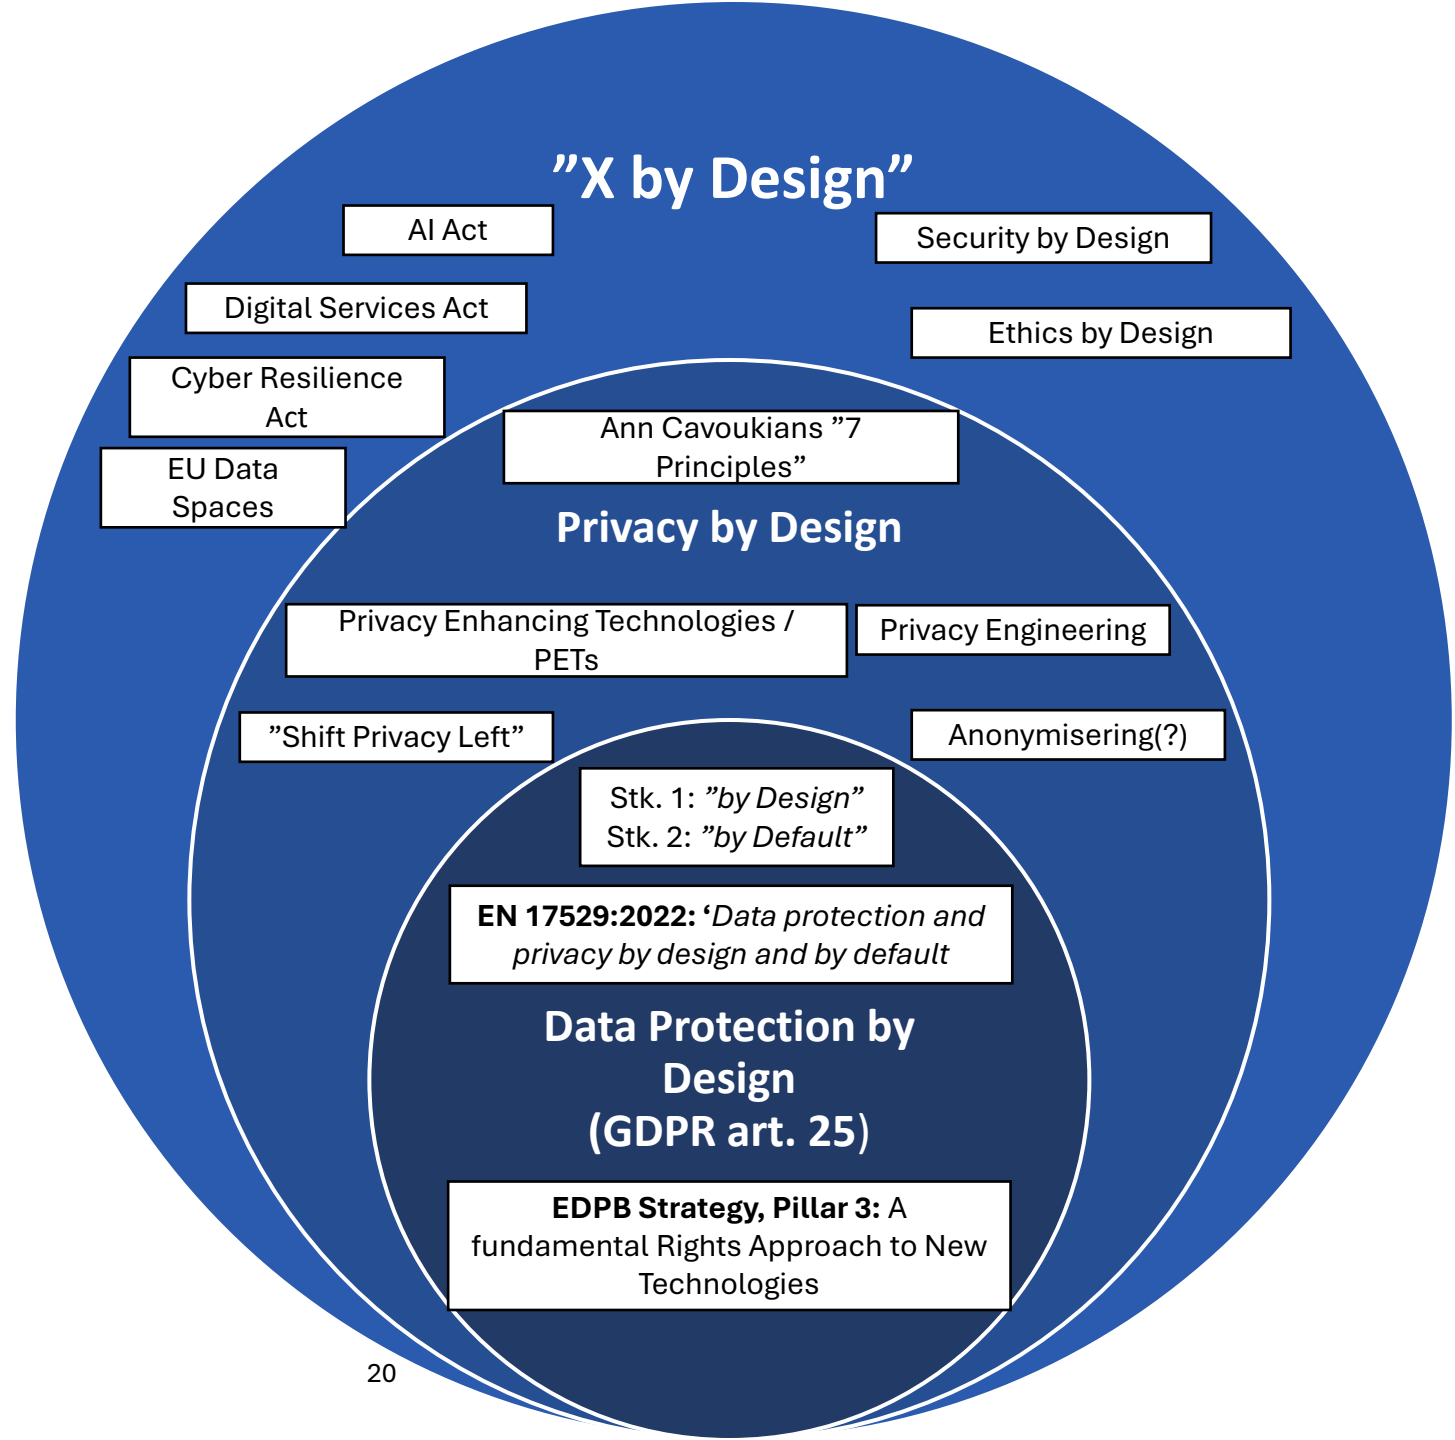 ”X by Design”
AI Act
Security by Design
Digital Services Act
Ethics by Design
Cyber Resilience
Act
EU Data
Spaces
Ann Cavoukians ”7
Principles”
Privacy by Design
Privacy Enhancing Technologies /
PETs
Privacy Engineering
”Shift Privacy Left”
Anonymisering(?)
Stk. 1: ”by Design”
Stk. 2: ”by Default”
EN 17529:2022: ‘Data protection and
privacy by design and by default
Data Protection by
Design
(GDPR art. 25)
EDPB Strategy, Pillar 3: A
fundamental Rights Approach to New
Technologies
20